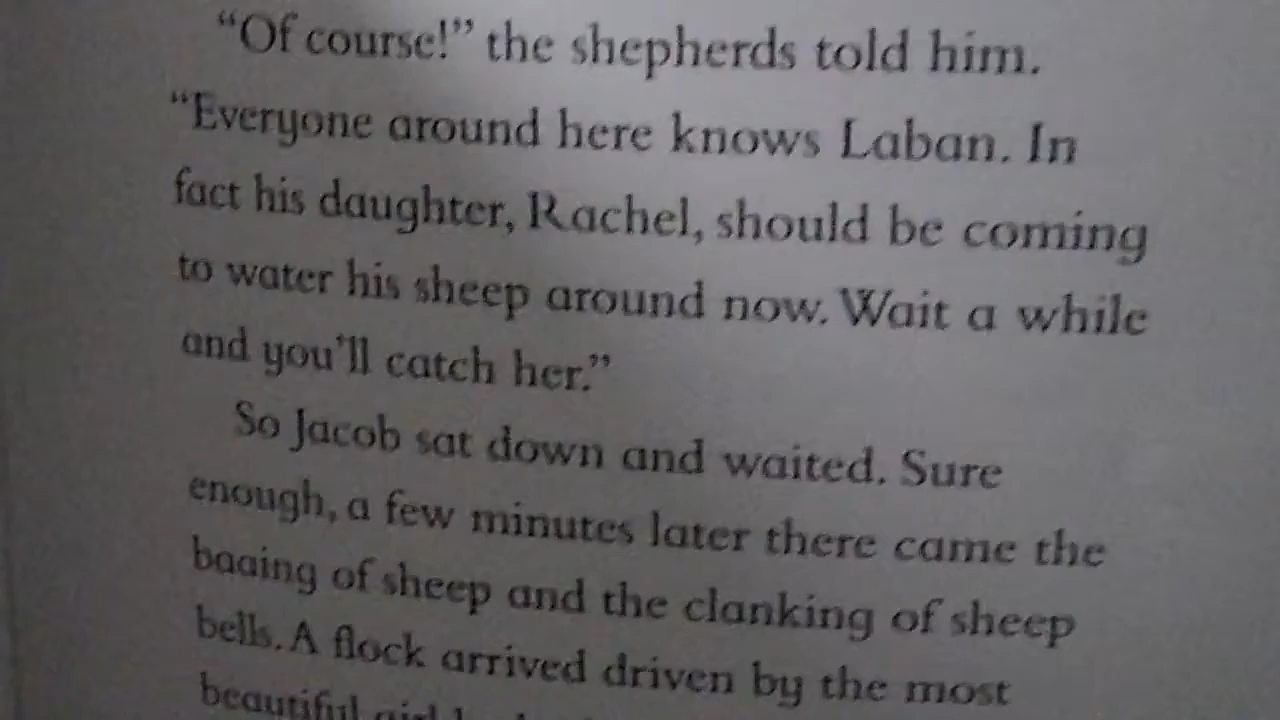 “Of course!” the shepherds told him.
“Everyone around here knows Laban. In
fact his daughter, Rachel, should be coming
to water his sheep around now. Wait a while
and you’ll catch her.”
So Jacob sat down and waited. Sure
enough, a few minutes later there came the
baaing of sheep and the clanking of sheep
bells. A flock arrived driven by the most
beautiful girl